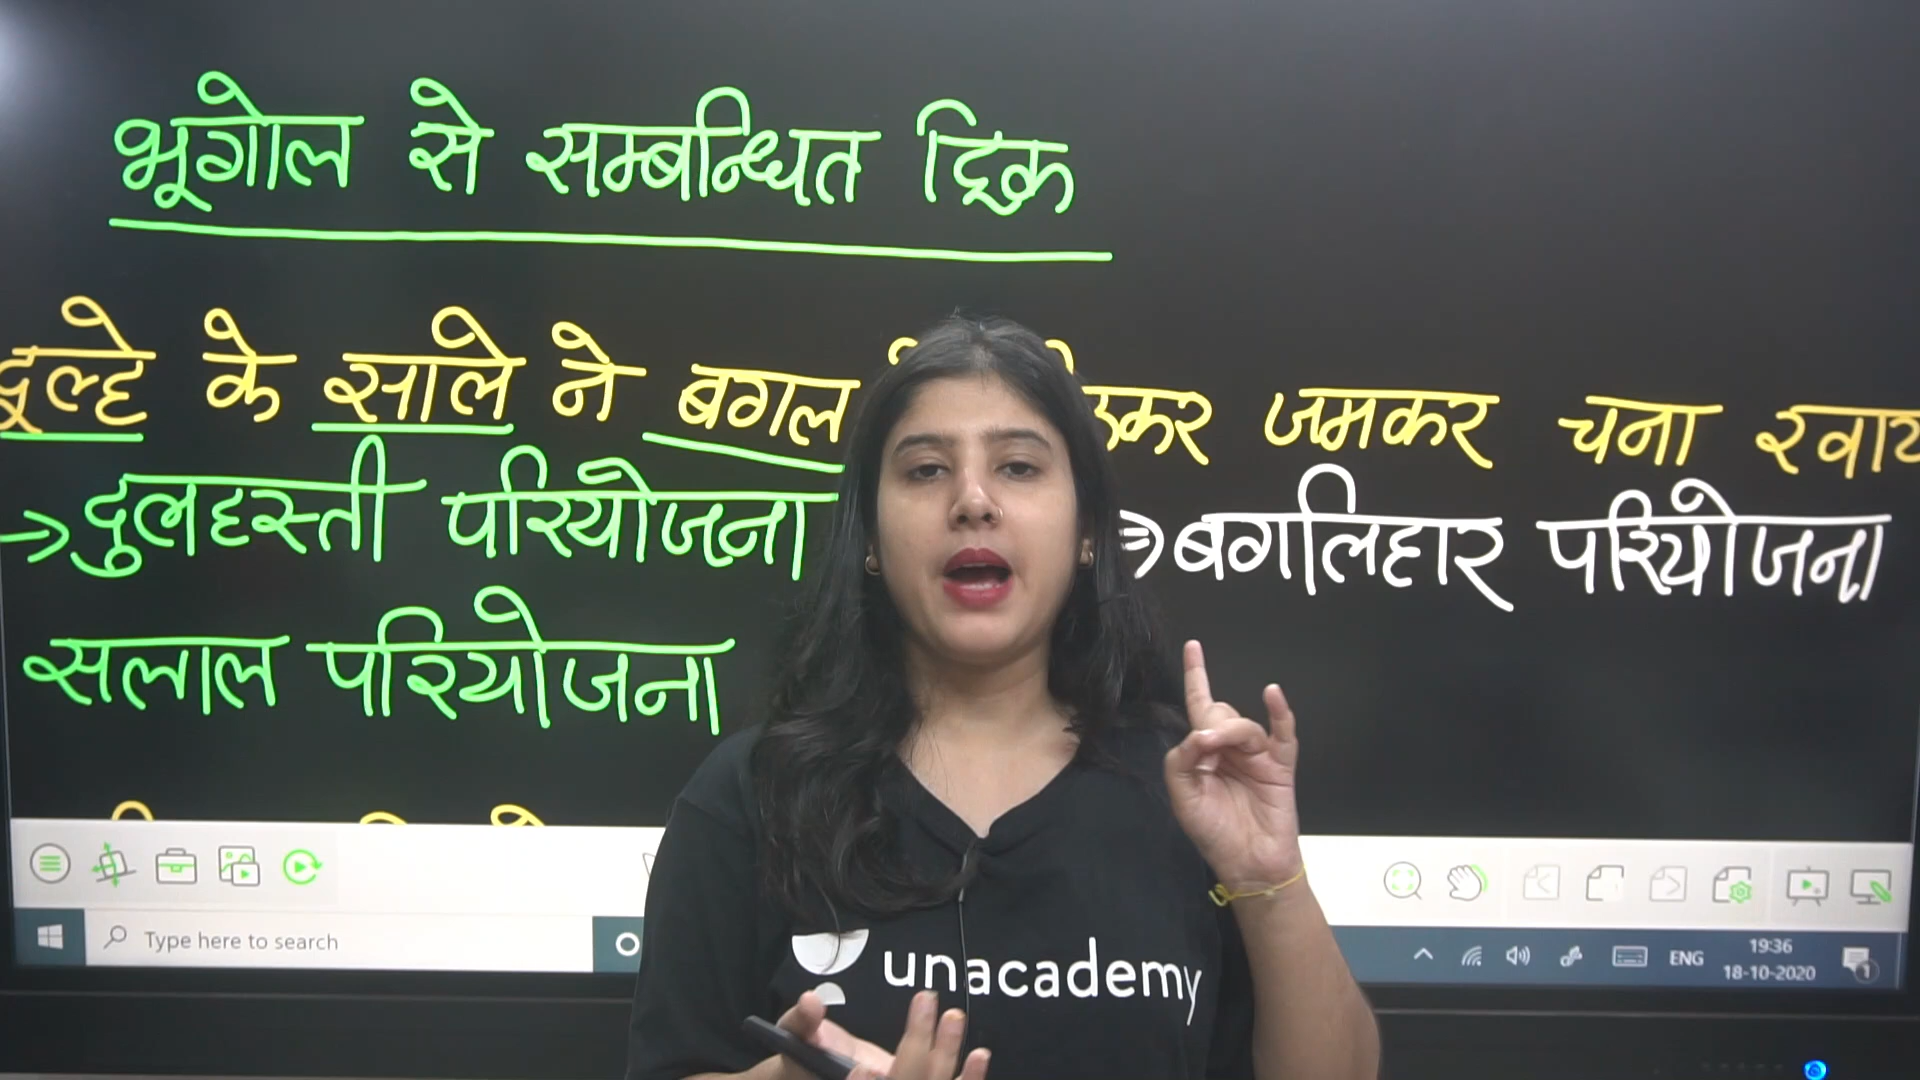 भूगोल से सम्बन्धित ट्रिक
दूल्हे के साले ने बगल जमकर चना
→दुलहस्ती परियोजना ⇒बगलिहार परियोजना
सलाल परियोजना
Type here to search
ENG
19:36
18-10-2020
1
unacademy